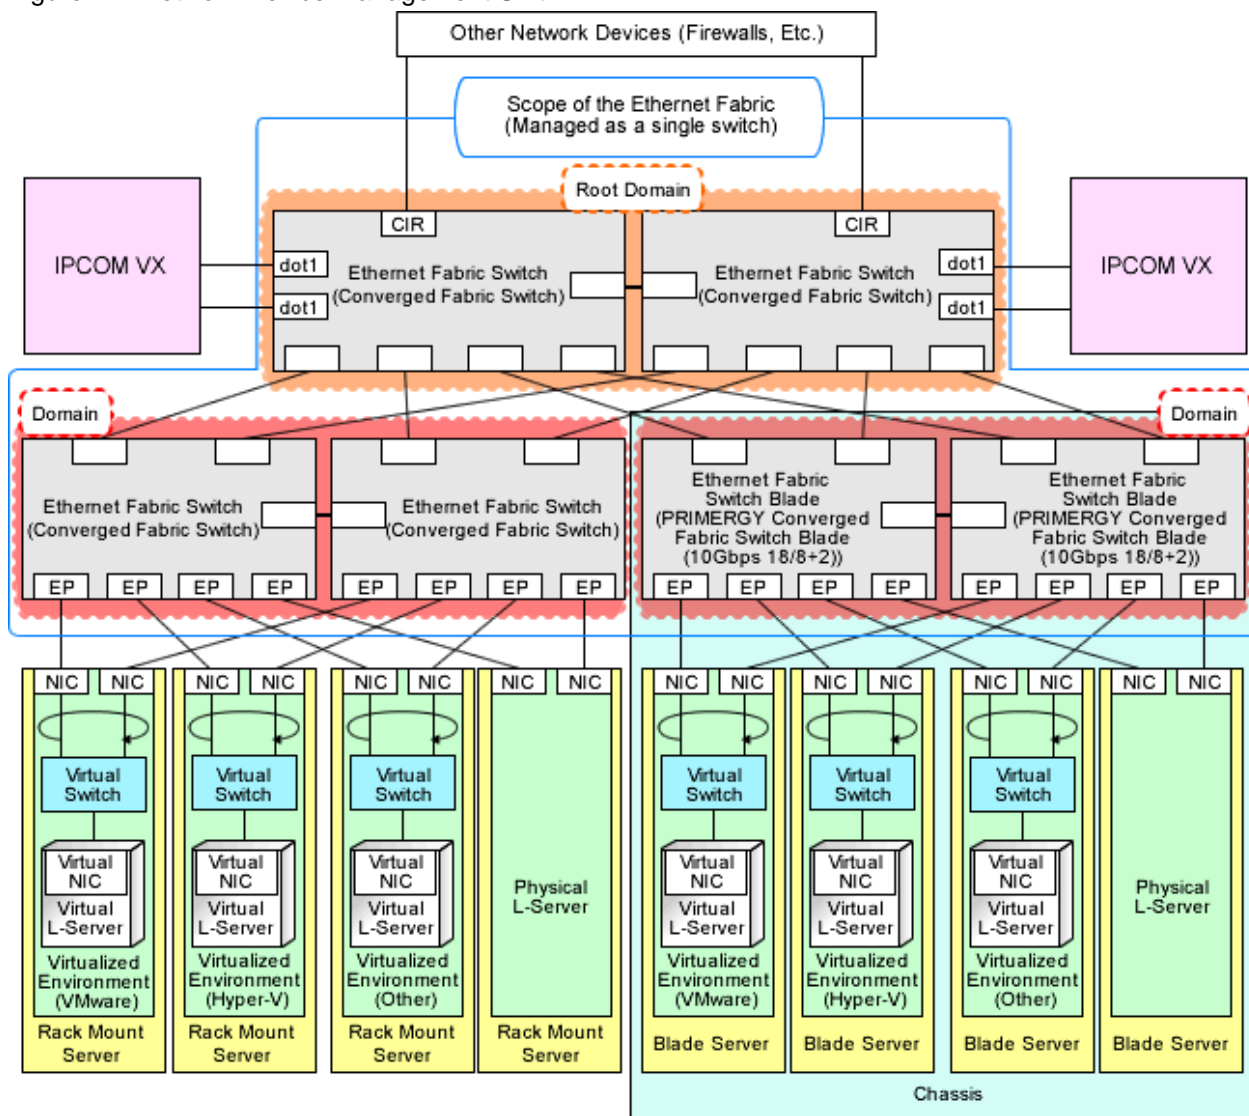 Other Network Devices (Firewalls, Etc.)
Scope of the Ethernet Fabric
(Managed as a single switch)
Root Domain
IPCOM VX
CIR
CIR
IPCOM VX
dot1
dot1
Ethernet Fabric Switch
(Converged Fabric Switch)
Ethernet Fabric Switch
(Converged Fabric Switch)
dot1
dot1
Domain
Domain
Ethernet Fabric Switch
(Converged Fabric Switch)
Ethernet Fabric Switch
(Converged Fabric Switch)
Ethernet Fabric
Switch Blade
(PRIMERGY Converged
Fabric Switch Blade
(10Gbps 18/8+2))
Ethernet Fabric
Switch Blade
(PRIMERGY Converged
Fabric Switch Blade
(10Gbps 18/8+2))
EP EP EP EP
EP EP EP EP
EP EP EP EP
EP EP EP EP
NIC NIC
NIC NIC
NIC NIC
NIC NIC
NIC NIC
NIC NIC
NIC NIC
NIC NIC
Virtual
Switch
Virtual
NIC
Virtual
L-Server
Virtualized
Environment
(VMware)
Rack Mount
Server
Virtual
Switch
Virtual
NIC
Virtual
L-Server
Virtualized
Environment
(Hyper-V)
Rack Mount
Server
Virtual
Switch
Virtual
NIC
Virtual
L-Server
Virtualized
Environment
(Other)
Rack Mount
Server
Physical
L-Server
Rack Mount
Server
Virtual
Switch
Virtual
NIC
Virtual
L-Server
Virtualized
Environment
(VMware)
Blade Server
Virtual
Switch
Virtual
NIC
Virtual
L-Server
Virtualized
Environment
(Hyper-V)
Blade Server
Virtual
Switch
Virtual
NIC
Virtual
L-Server
Virtualized
Environment
(Other)
Blade Server
Physical
L-Server
Blade Server
Chassis